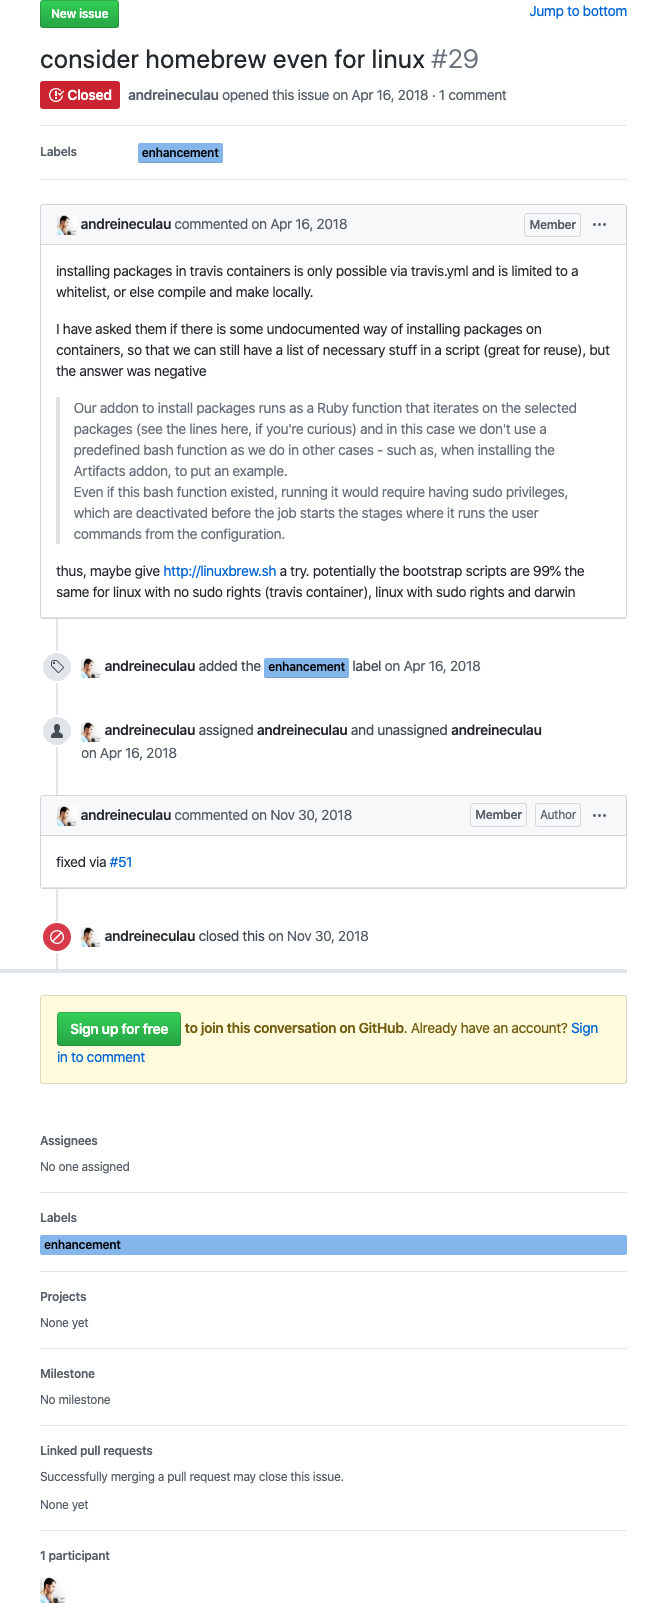 New issue
Jump to bottom
consider homebrew even for linux #29
Closed andreineculau opened this issue on Apr 16, 2018 · 1 comment
Labels enhancement
andreineculau commented on Apr 16, 2018 Member ···
installing packages in travis containers is only possible via travis.yml and is limited to a
whitelist, or else compile and make locally.
I have asked them if there is some undocumented way of installing packages on
containers, so that we can still have a list of necessary stuff in a script (great for reuse), but
the answer was negative
Our addon to install packages runs as a Ruby function that iterates on the selected
packages (see the lines here, if you're curious) and in this case we don't use a
predefined bash function as we do in other cases - such as, when installing the
Artifacts addon, to put an example.
Even if this bash function existed, running it would require having sudo privileges,
which are deactivated before the job starts the stages where it runs the user
commands from the configuration.
thus, maybe give http://linuxbrew.sh a try. potentially the bootstrap scripts are 99% the
same for linux with no sudo rights (travis container), linux with sudo rights and darwin
andreineculau added the enhancement label on Apr 16, 2018
andreineculau assigned andreineculau and unassigned andreineculau
on Apr 16, 2018
andreineculau commented on Nov 30, 2018 Member Author ···
fixed via #51
andreineculau closed this on Nov 30, 2018
Sign up for free to join this conversation on GitHub. Already have an account? Sign
in to comment
Assignees
No one assigned
Labels
enhancement
Projects
None yet
Milestone
No milestone
Linked pull requests
Successfully merging a pull request may close this issue.
None yet
1 participant